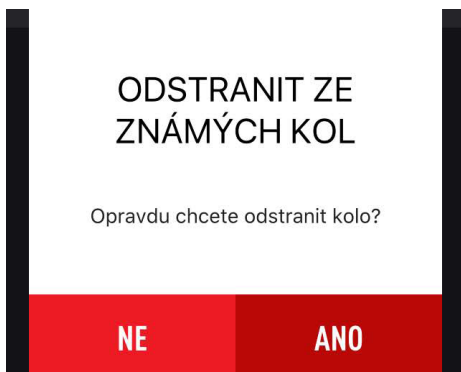 ODSTRANIT ZE
ZNÁMÝCH KOL
Opravdu chcete odstranit kolo?
NE ANO